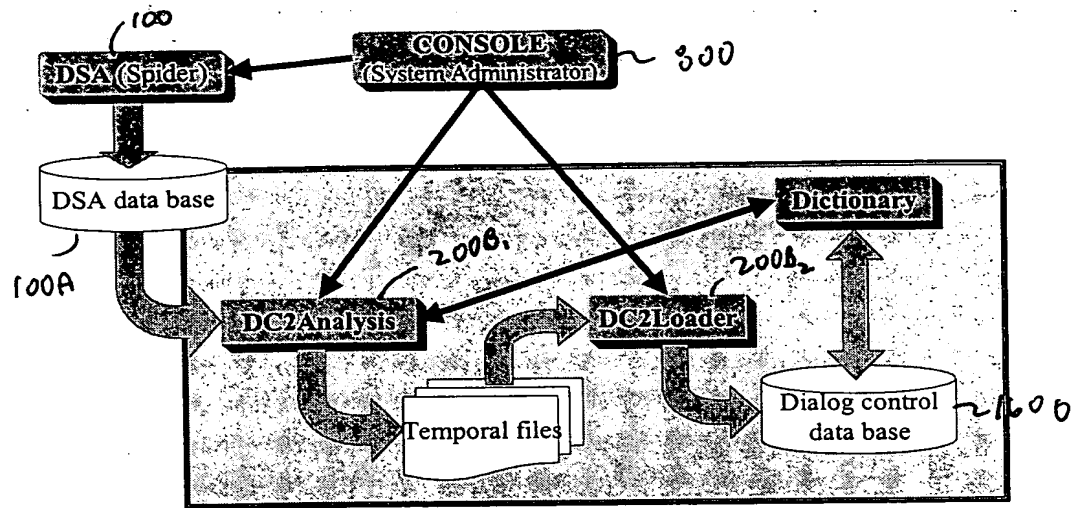 100
CONSOLE
(System Administrator)
300
DSA (Spider)
DSA data base
Dictionary
100A
200B₁
200B₂
DC2Analysis
DC2Loader
Temporal files
Dialog control
data base
1600